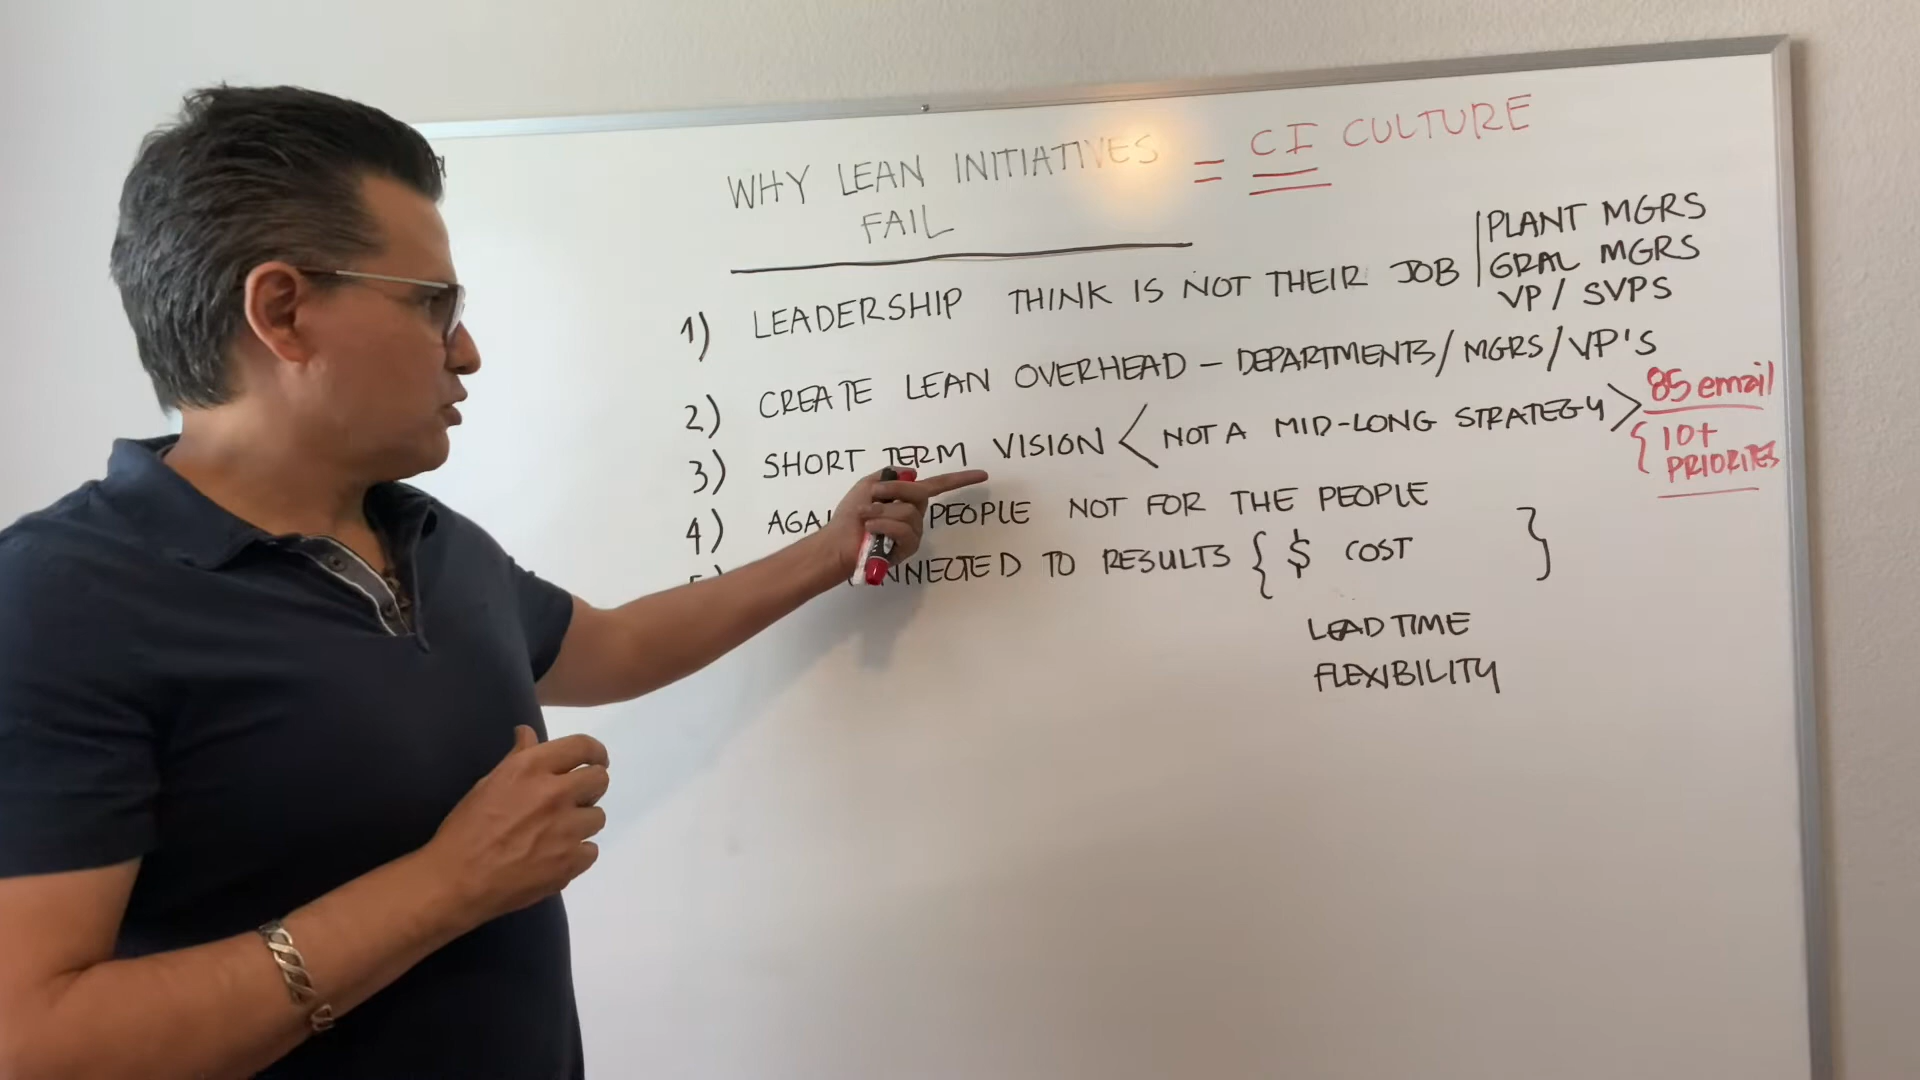 WHY LEAN INITIATIVES = CI CULTURE
FAIL
1) LEADERSHIP THINK IS NOT THEIR JOB
PLANT MGRS
GRAL MGRS
VP / SVPS
2) CREATE LEAN OVERHEAD - DEPARTMENTS/ MGRS/ VP'S
3) SHORT TERM VISION < NOT A MID-LONG STRATEGY >
85 email
{ 10+
PRIORITES
4) PEOPLE NOT FOR THE PEOPLE
TO RESULTS { $ COST }
LEAD TIME
FLEXIBILITY